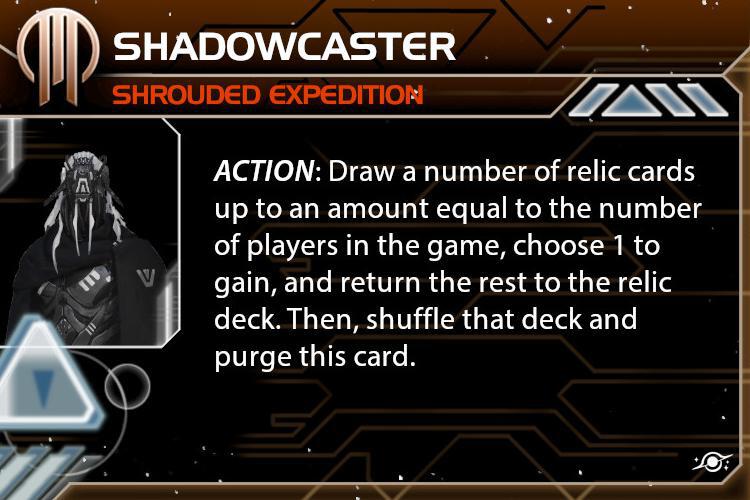 SHADOWCASTER
SHROUDED EXPEDITION
ACTION: Draw a number of relic cards
up to an amount equal to the number
of players in the game, choose 1 to
gain, and return the rest to the relic
deck. Then, shuffle that deck and
purge this card.